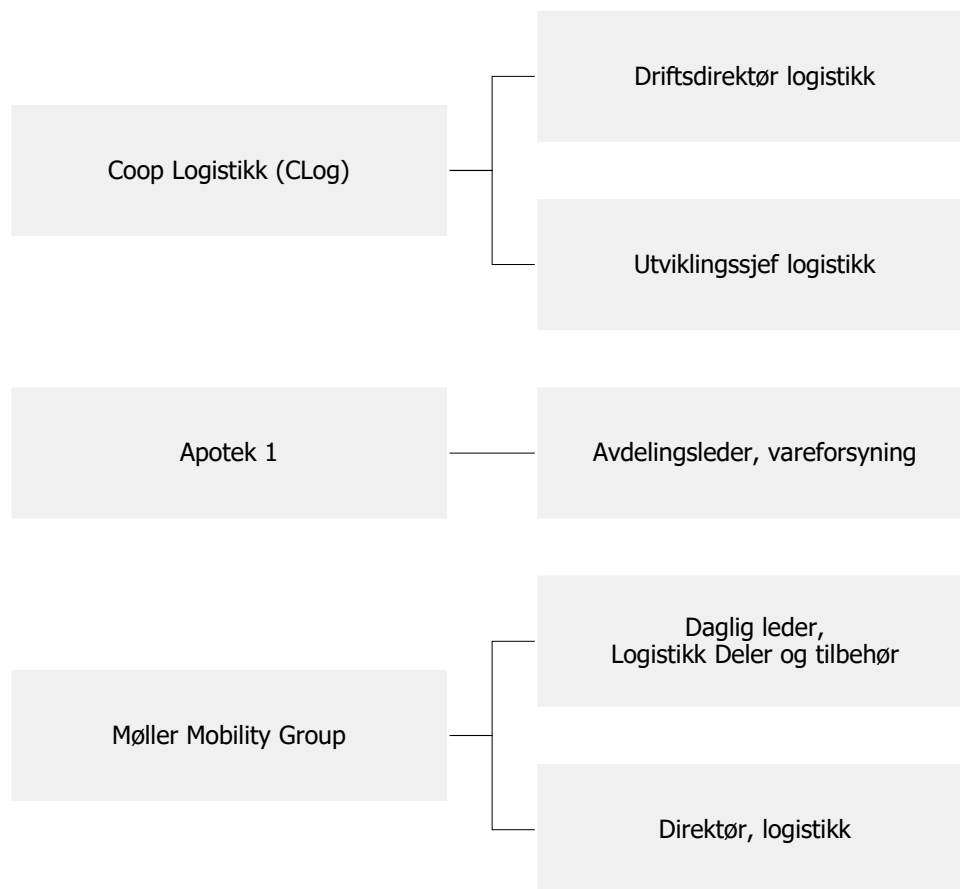 Coop Logistikk (CLog)
Driftsdirektør logistikk
Utviklingssjef logistikk
Apotek 1
Avdelingsleder, vareforsyning
Møller Mobility Group
Daglig leder,
Logistikk Deler og tilbehør
Direktør, logistikk